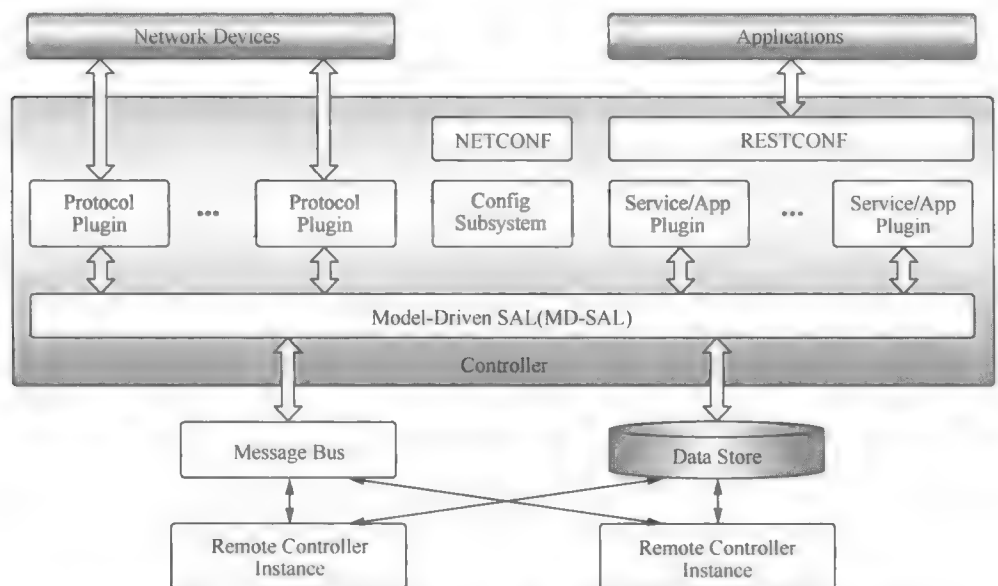 Network Devices
Applications
NETCONF
RESTCONF
Protocol
Plugin
...
Protocol
Plugin
Config
Subsystem
Service/App
Plugin
...
Service/App
Plugin
Model-Driven SAL(MD-SAL)
Controller
Message Bus
Data Store
Remote Controller
Instance
Remote Controller
Instance